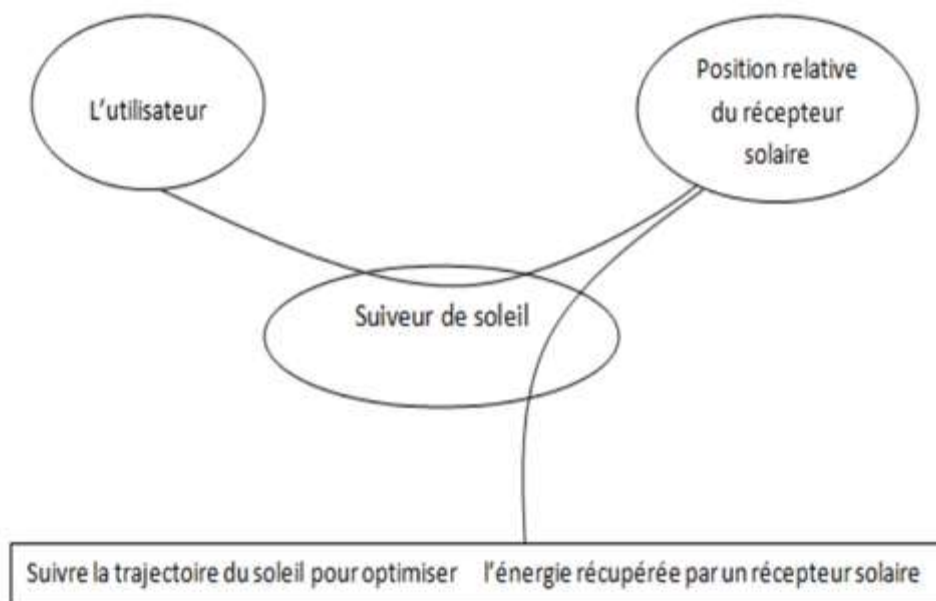 L'utilisateur
Position relative
du récepteur
solaire
Suiveur de soleil
Suivre la trajectoire du soleil pour optimiser l'énergie récupérée par un récepteur solaire